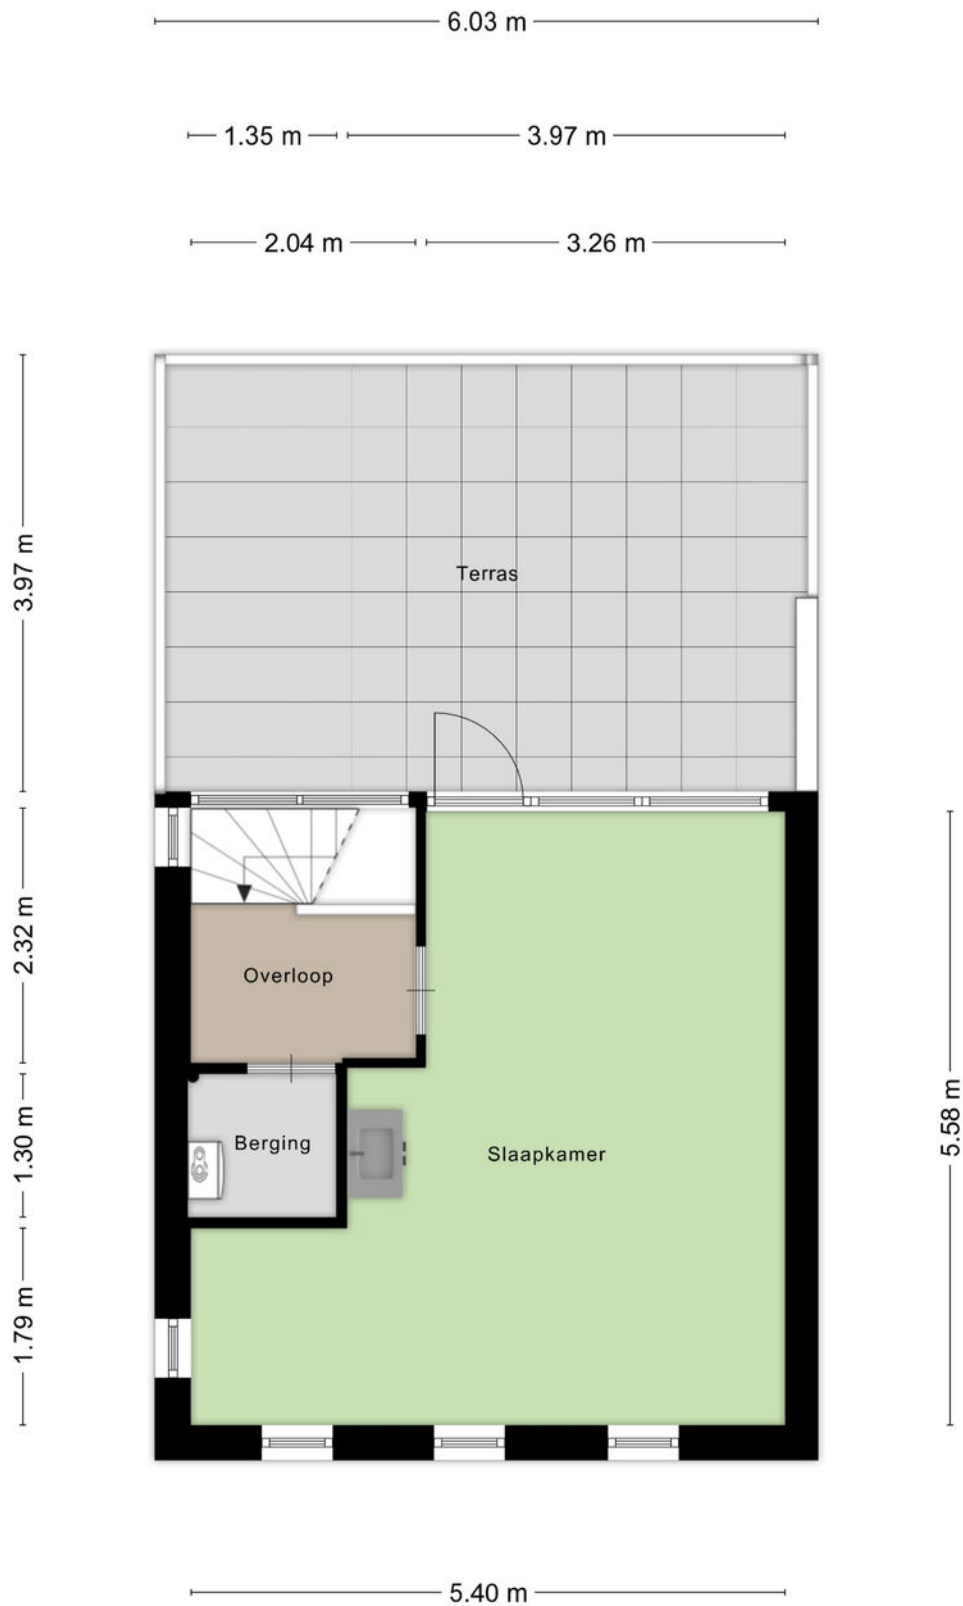 6.03 m
1.35 m
3.97 m
2.04 m
3.26 m
3.97 m
Terras
2.32 m
Overloop
1.30 m
Berging
Slaapkamer
5.58 m
1.79 m
5.40 m